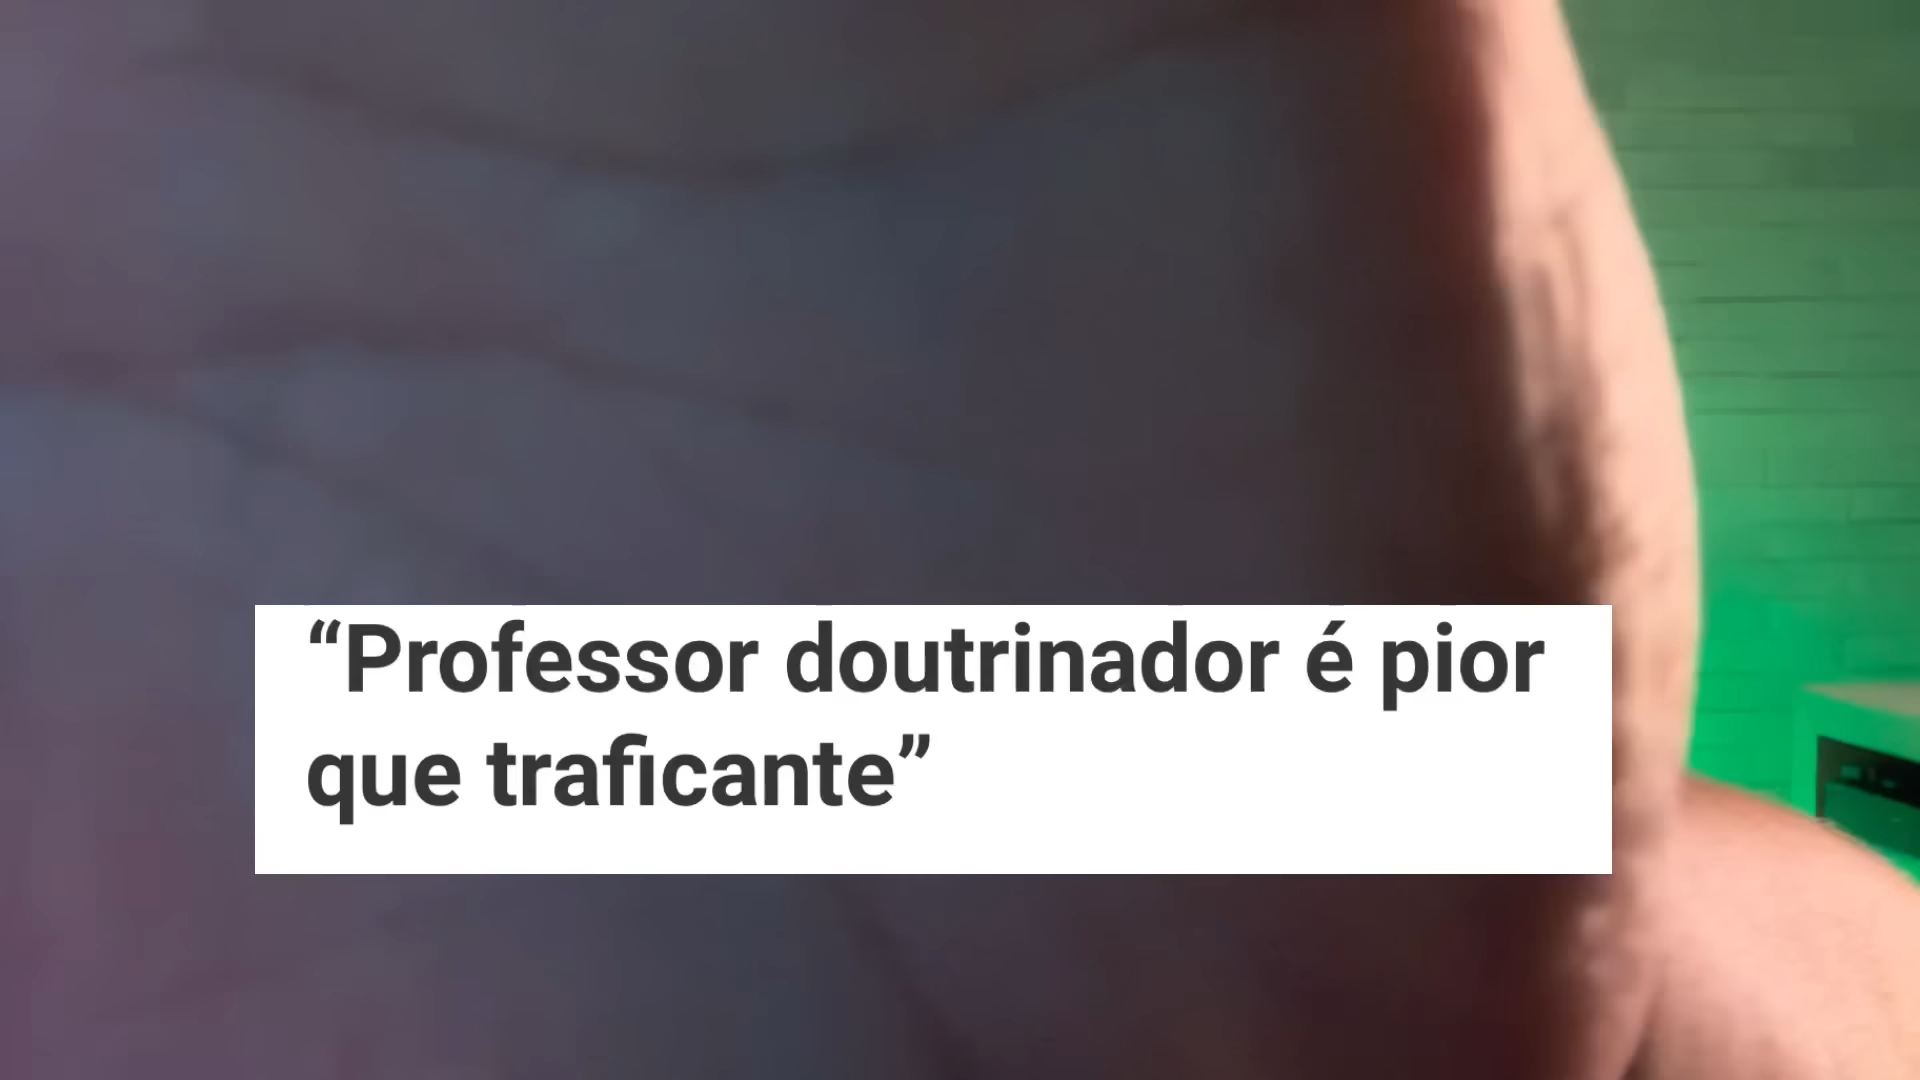 “Professor doutrinador é pior
que traficante”